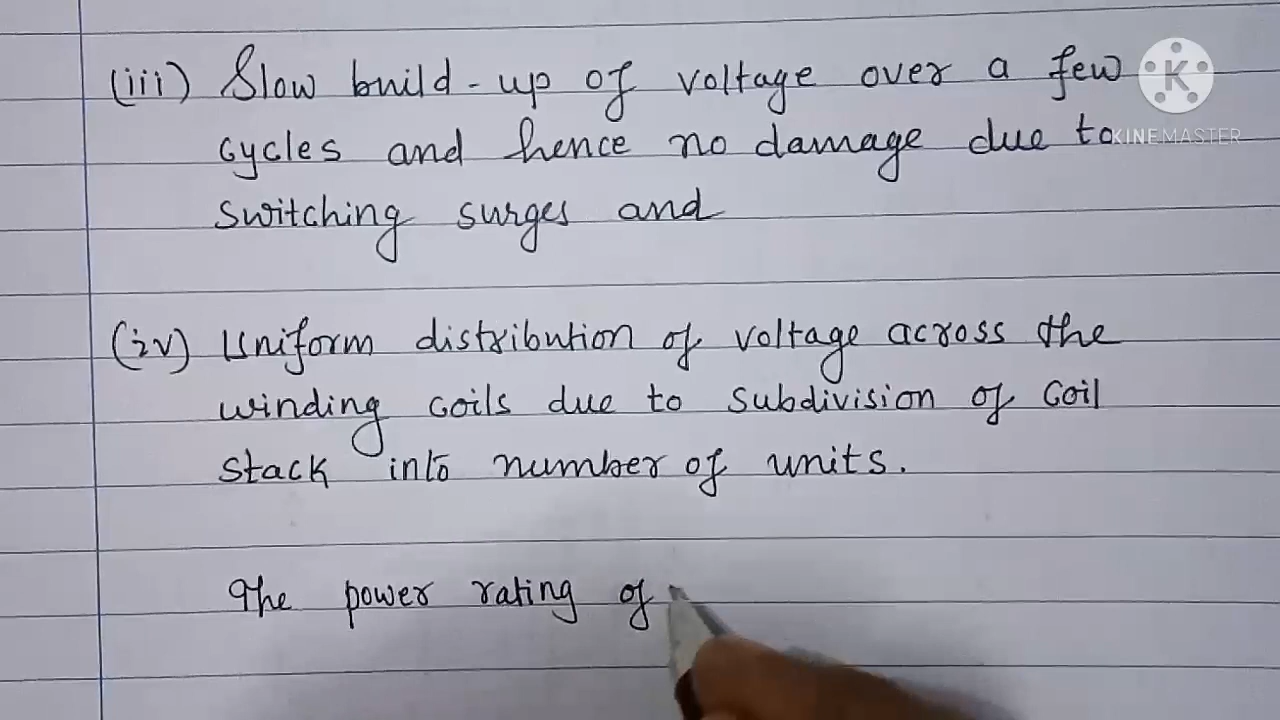 (iii) Slow build-up of voltage over a few
cycles and hence no damage due to
switching surges and
(iv) Uniform distribution of voltage across the
winding coils due to subdivision of coil
stack into number of units.
The power rating of
K
KINEMASTER